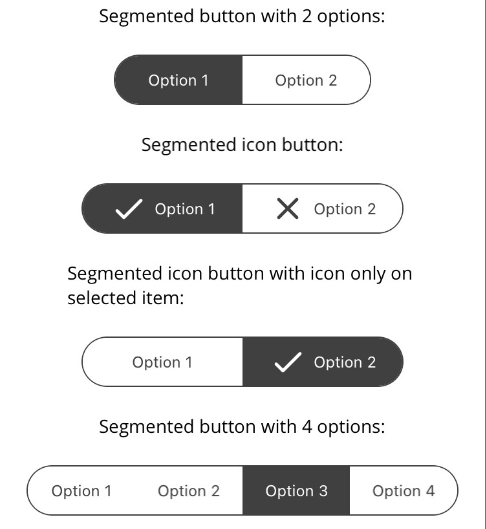 Segmented button with 2 options:
Option 1 Option 2
Segmented icon button:
Option 1 Option 2
Segmented icon button with icon only on
selected item:
Option 1 Option 2
Segmented button with 4 options:
Option 1 Option 2 Option 3 Option 4